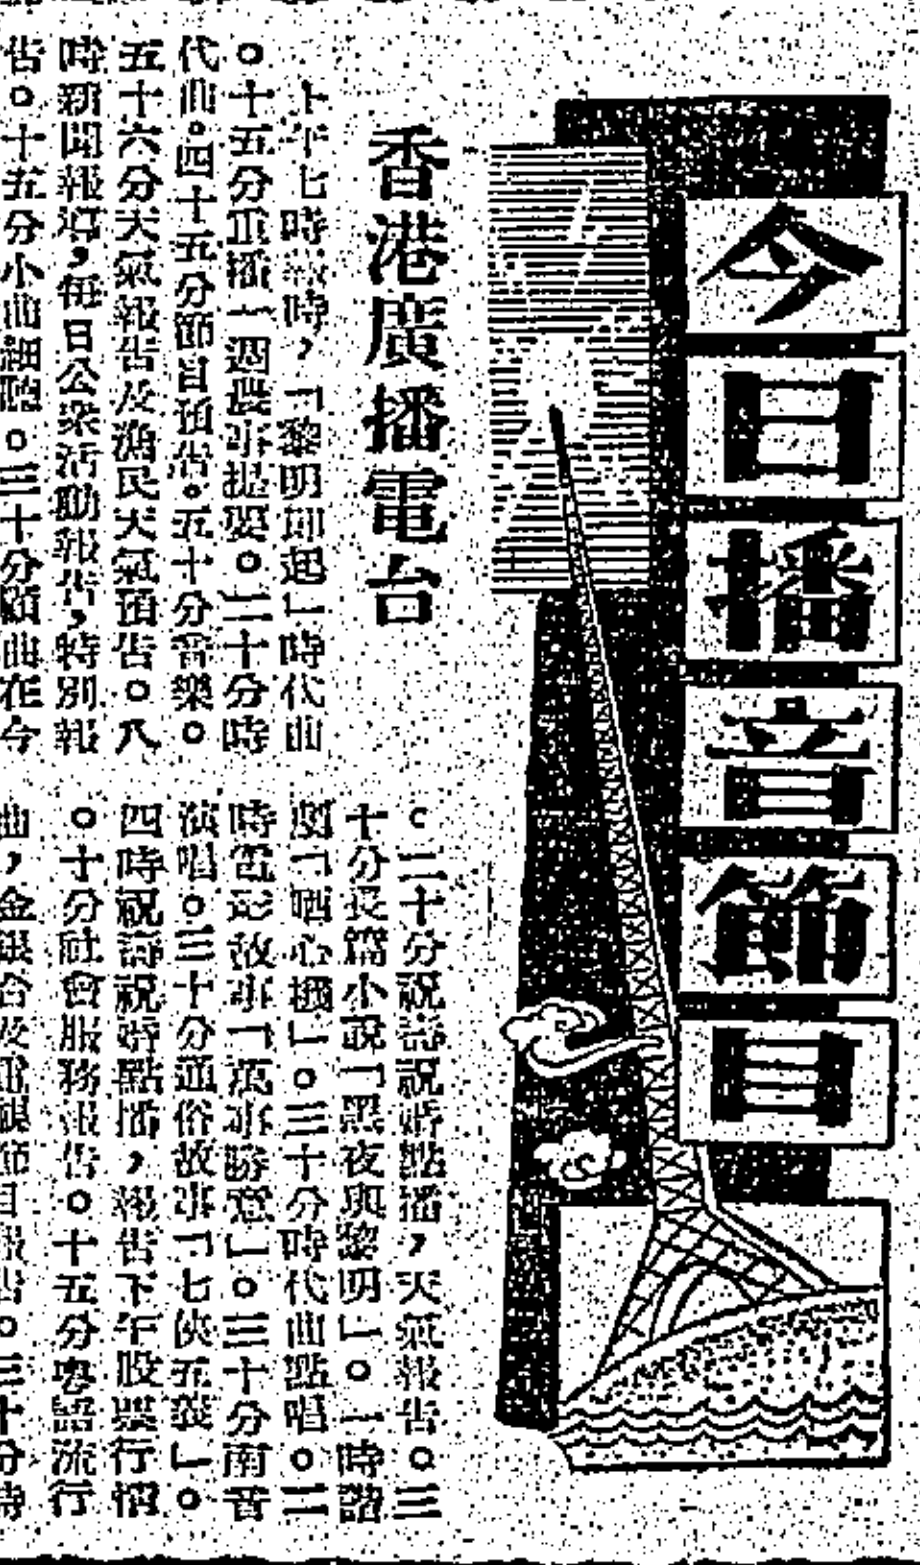 今日播音節目
香港廣播電台
上午七時報時，「黎明即起」時代曲
。十五分重播一週農事提要。二十分時
代曲。四十五分節目預告。五十分音樂。
五十六分天氣報告及漁民天氣預告。八
時新聞報導，每日公衆活動報告，特別報
告。十五分小曲細聽。三十分顧曲在今
。二十分祝壽祝婚點播，天氣報告。三
十分長篇小說「黑夜與黎明」。一時諧
劇「晒心擸」。三十分時代曲點唱。二
時電影故事「萬事勝意」。三十分南音
演唱。三十分通俗故事「七俠五義」。
四時祝壽祝婚點播，報告下午股票行情
。十分社會服務報告。十五分粵語流行
曲，金銀合及電視節目報告。三十分時